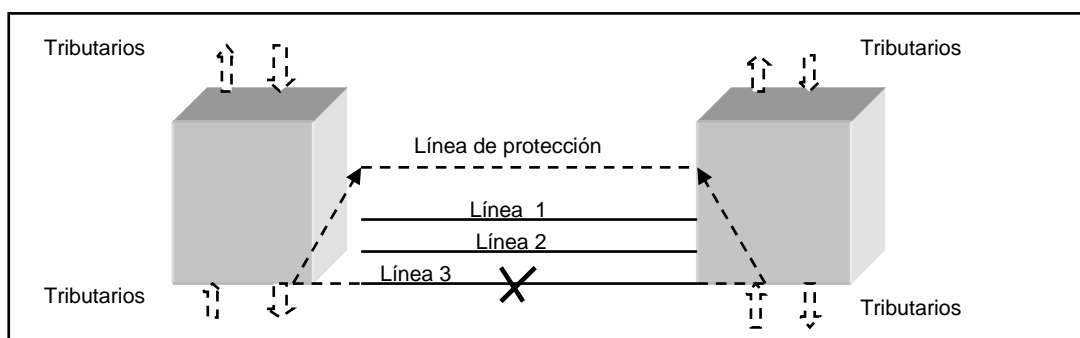 Tributarios
Tributarios
Línea de protección
Línea 1
Línea 2
Línea 3
Tributarios
Tributarios